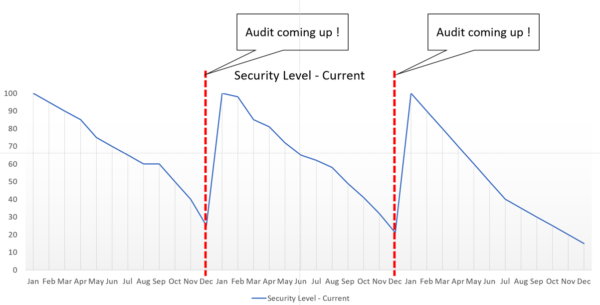 Audit coming up !
Audit coming up !
Security Level - Current
100
90
80
70
60
50
40
30
20
10
0
Jan Feb Mar Apr May Jun Jul Aug Sep Oct Nov Dec Jan Feb Mar Apr May Jun Jul Aug Sep Oct Nov Dec Jan Feb Mar Apr May Jun Jul Aug Sep Oct Nov Dec
Security Level - Current